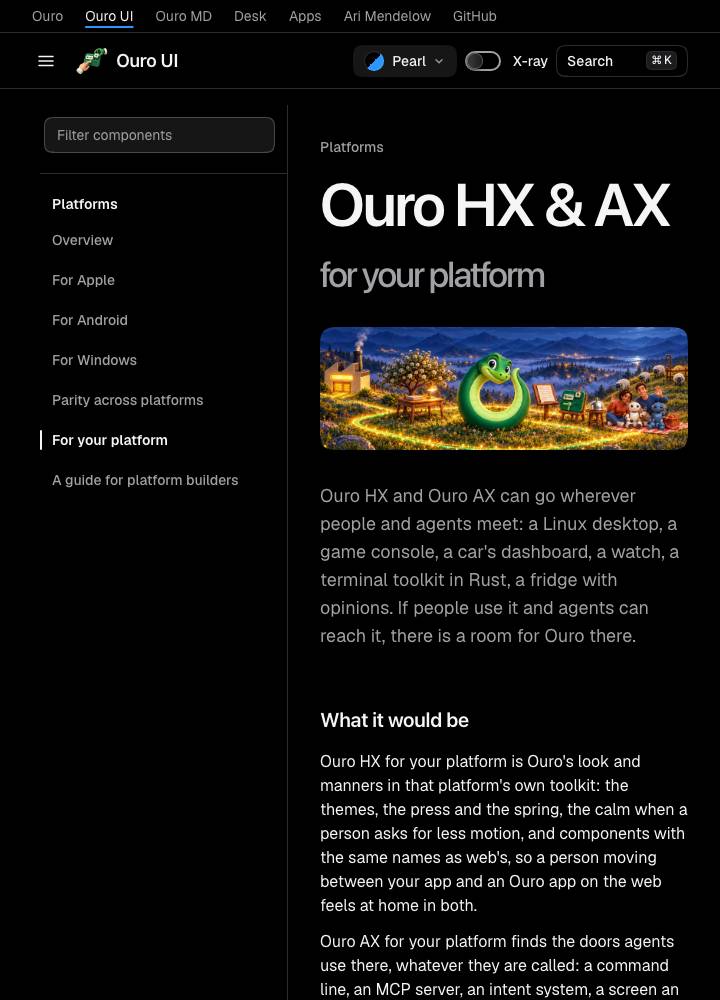 Ouro Ouro UI Ouro MD Desk Apps Ari Mendelow GitHub
Ouro UI Pearl X-ray Search ⌘ K
Filter components
Platforms
Overview
For Apple
For Android
For Windows
Parity across platforms
For your platform
A guide for platform builders
Platforms
Ouro HX & AX
for your platform
Ouro HX and Ouro AX can go wherever
people and agents meet: a Linux desktop, a
game console, a car's dashboard, a watch, a
terminal toolkit in Rust, a fridge with
opinions. If people use it and agents can
reach it, there is a room for Ouro there.
What it would be
Ouro HX for your platform is Ouro's look and
manners in that platform's own toolkit: the
themes, the press and the spring, the calm when a
person asks for less motion, and components with
the same names as web's, so a person moving
between your app and an Ouro app on the web
feels at home in both.
Ouro AX for your platform finds the doors agents
use there, whatever they are called: a command
line, an MCP server, an intent system, a screen an